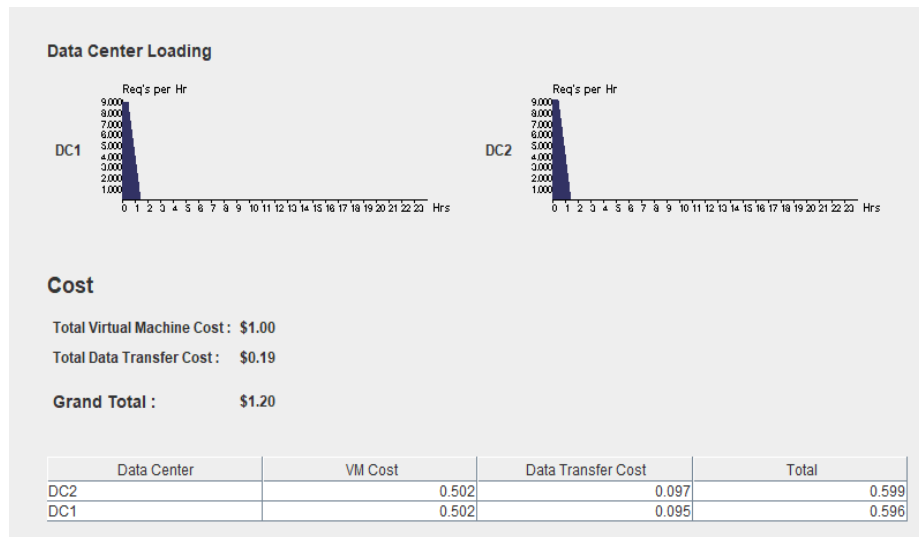 Data Center Loading
Req's per Hr
9.000
8.000
7.000
6.000
5.000
4.000
3.000
2.000
1.000
DC1
0 1 2 3 4 5 6 7 8 9 10 11 12 13 14 15 16 17 18 19 20 21 22 23 Hrs
Req's per Hr
9.000
8.000
7.000
6.000
5.000
4.000
3.000
2.000
1.000
DC2
0 1 2 3 4 5 6 7 8 9 10 11 12 13 14 15 16 17 18 19 20 21 22 23 Hrs
Cost
Total Virtual Machine Cost : $1.00
Total Data Transfer Cost : $0.19
Grand Total : $1.20
Data Center VM Cost Data Transfer Cost Total
DC2 0.502 0.097 0.599
DC1 0.502 0.095 0.596